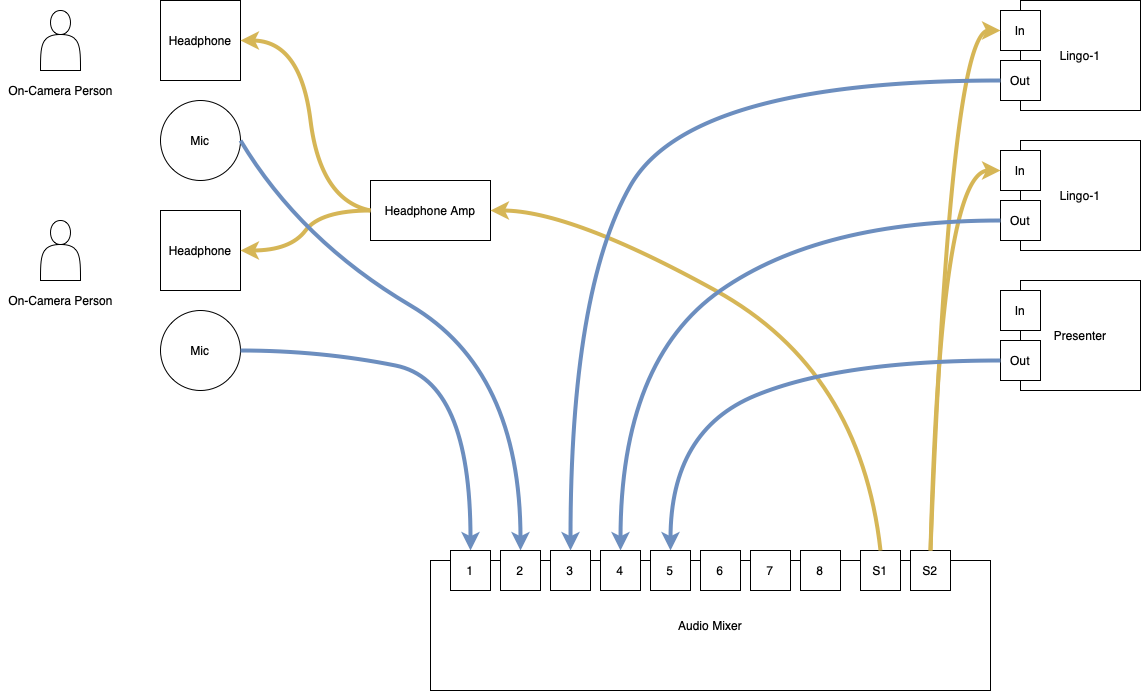 Headphone
On-Camera Person
Mic
Headphone
On-Camera Person
Mic
Headphone Amp
In
Lingo-1
Out
In
Lingo-1
Out
In
Presenter
Out
1 2 3 4 5 6 7 8 S1 S2
Audio Mixer